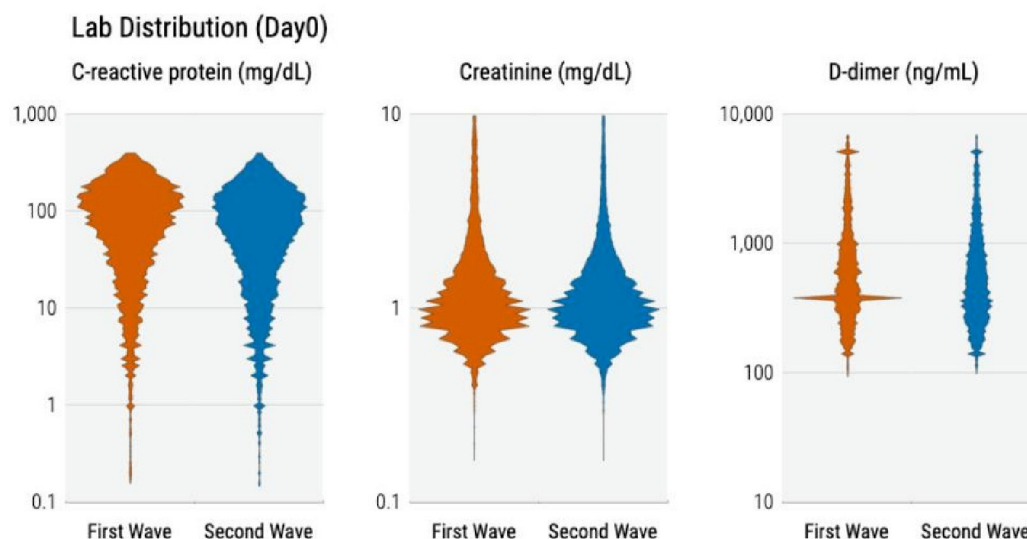 Lab Distribution (Day0)
C-reactive protein (mg/dL)
1,000
100
10
1
0.1
First Wave Second Wave
Creatinine (mg/dL)
10
1
0.1
First Wave Second Wave
D-dimer (ng/mL)
10,000
1,000
100
10
First Wave Second Wave